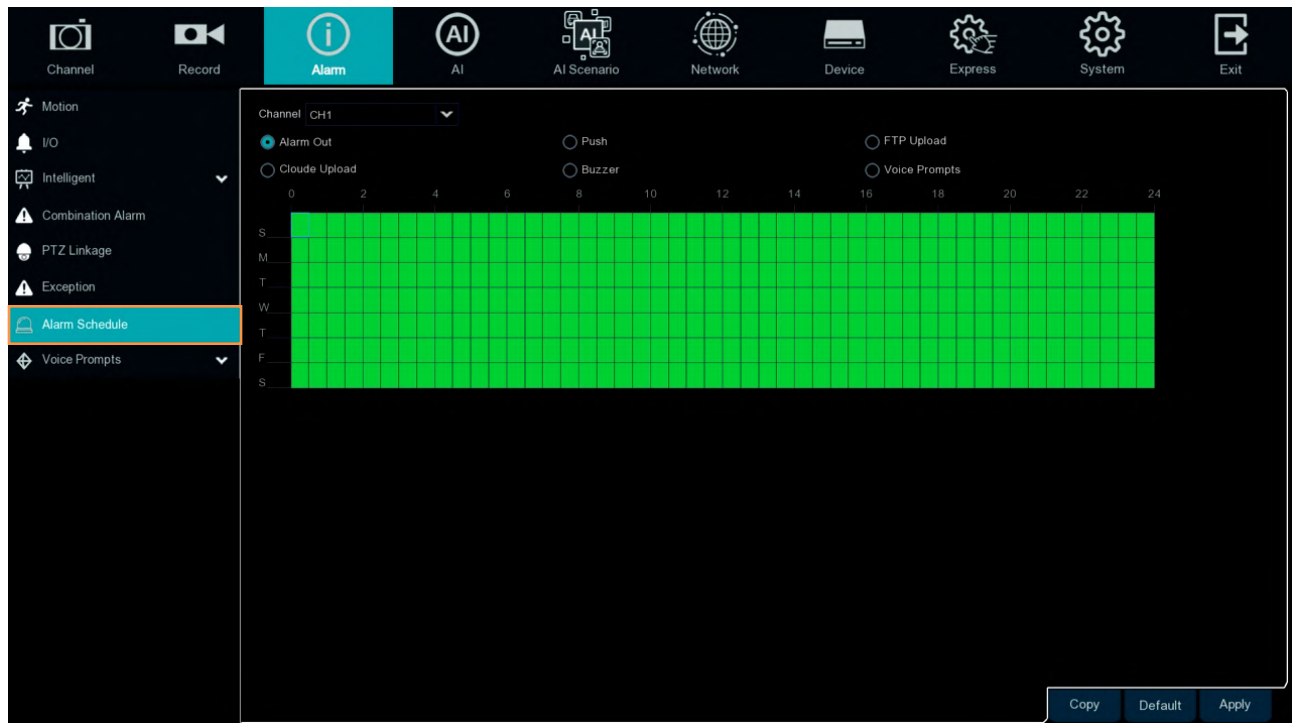 Channel Record Alarm AI AI Scenario Network Device Express System Exit
Motion
I/O
Intelligent
Combination Alarm
PTZ Linkage
Exception
Alarm Schedule
Voice Prompts
Channel CH1
Alarm Out Push FTP Upload
Cloude Upload Buzzer Voice Prompts
0 2 4 6 8 10 12 14 16 18 20 22 24
S
M
T
W
T
F
S
Copy Default Apply